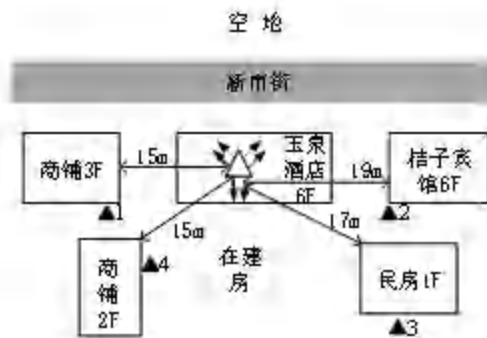 空 地
新市街
商铺3F
15m
玉泉
酒店
6F
19m
桔子宾
馆6F
▲1
▲2
15m
17m
商
铺
2F
▲4
在建
房
民房1F
▲3